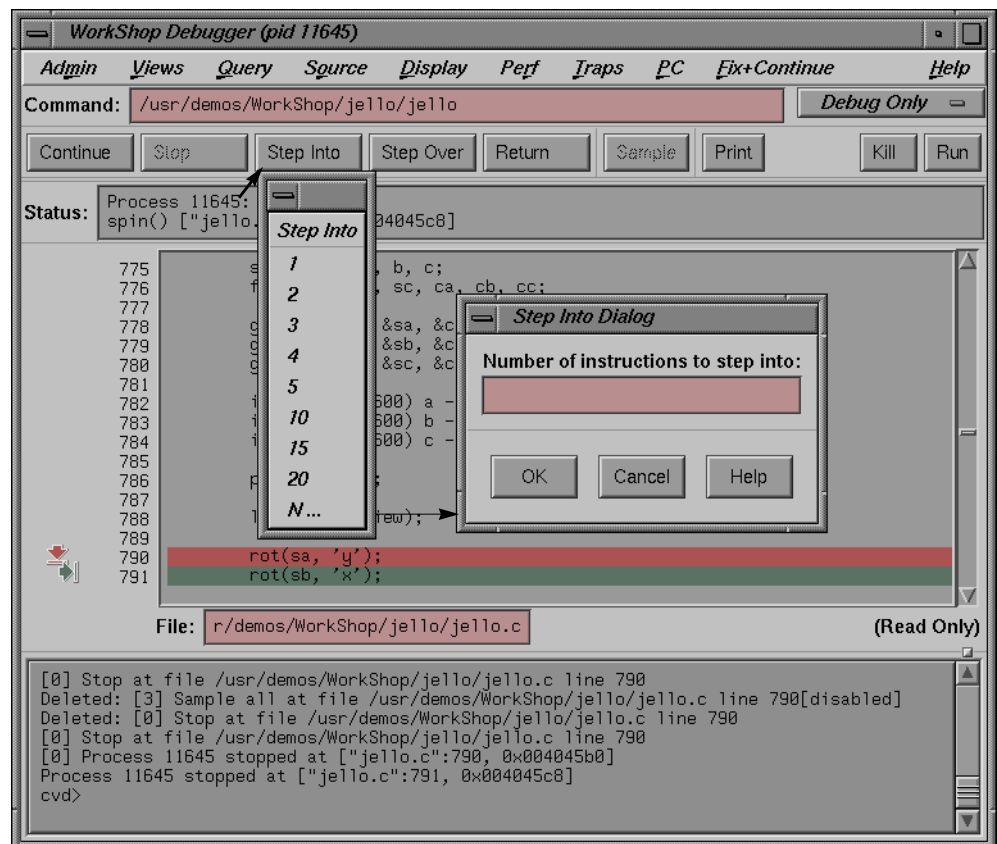 WorkShop Debugger (pid 11645)
Admin Views Query Source Display Perf Traps PC Fix+Continue Help
Command: /usr/demos/WorkShop/jello/jello Debug Only
Continue Stop Step Into Step Over Return Sample Print Kill Run
Status: Process 11645:
spin() ["jello. 04045c8]
Step Into
1
2
3
4
5
10
15
20
N...
775 s , b, c;
776 f , sc, ca, cb, cc;
777
778 g &sa, &c
779 g &sb, &c
780 g &sc, &c
781
782 i 600) a -
783 i 600) b -
784 i 600) c -
785
786 p ;
787
788 l iew);
789
790 rot(sa, 'y');
791 rot(sb, 'x');
Step Into Dialog
Number of instructions to step into:
OK Cancel Help
File: r/demos/WorkShop/jello/jello.c (Read Only)
[0] Stop at file /usr/demos/WorkShop/jello/jello.c line 790
Deleted: [3] Sample all at file /usr/demos/WorkShop/jello/jello.c line 790[disabled]
Deleted: [0] Stop at file /usr/demos/WorkShop/jello/jello.c line 790
[0] Stop at file /usr/demos/WorkShop/jello/jello.c line 790
[0] Process 11645 stopped at ["jello.c":790, 0x004045b0]
Process 11645 stopped at ["jello.c":791, 0x004045c8]
cvd>